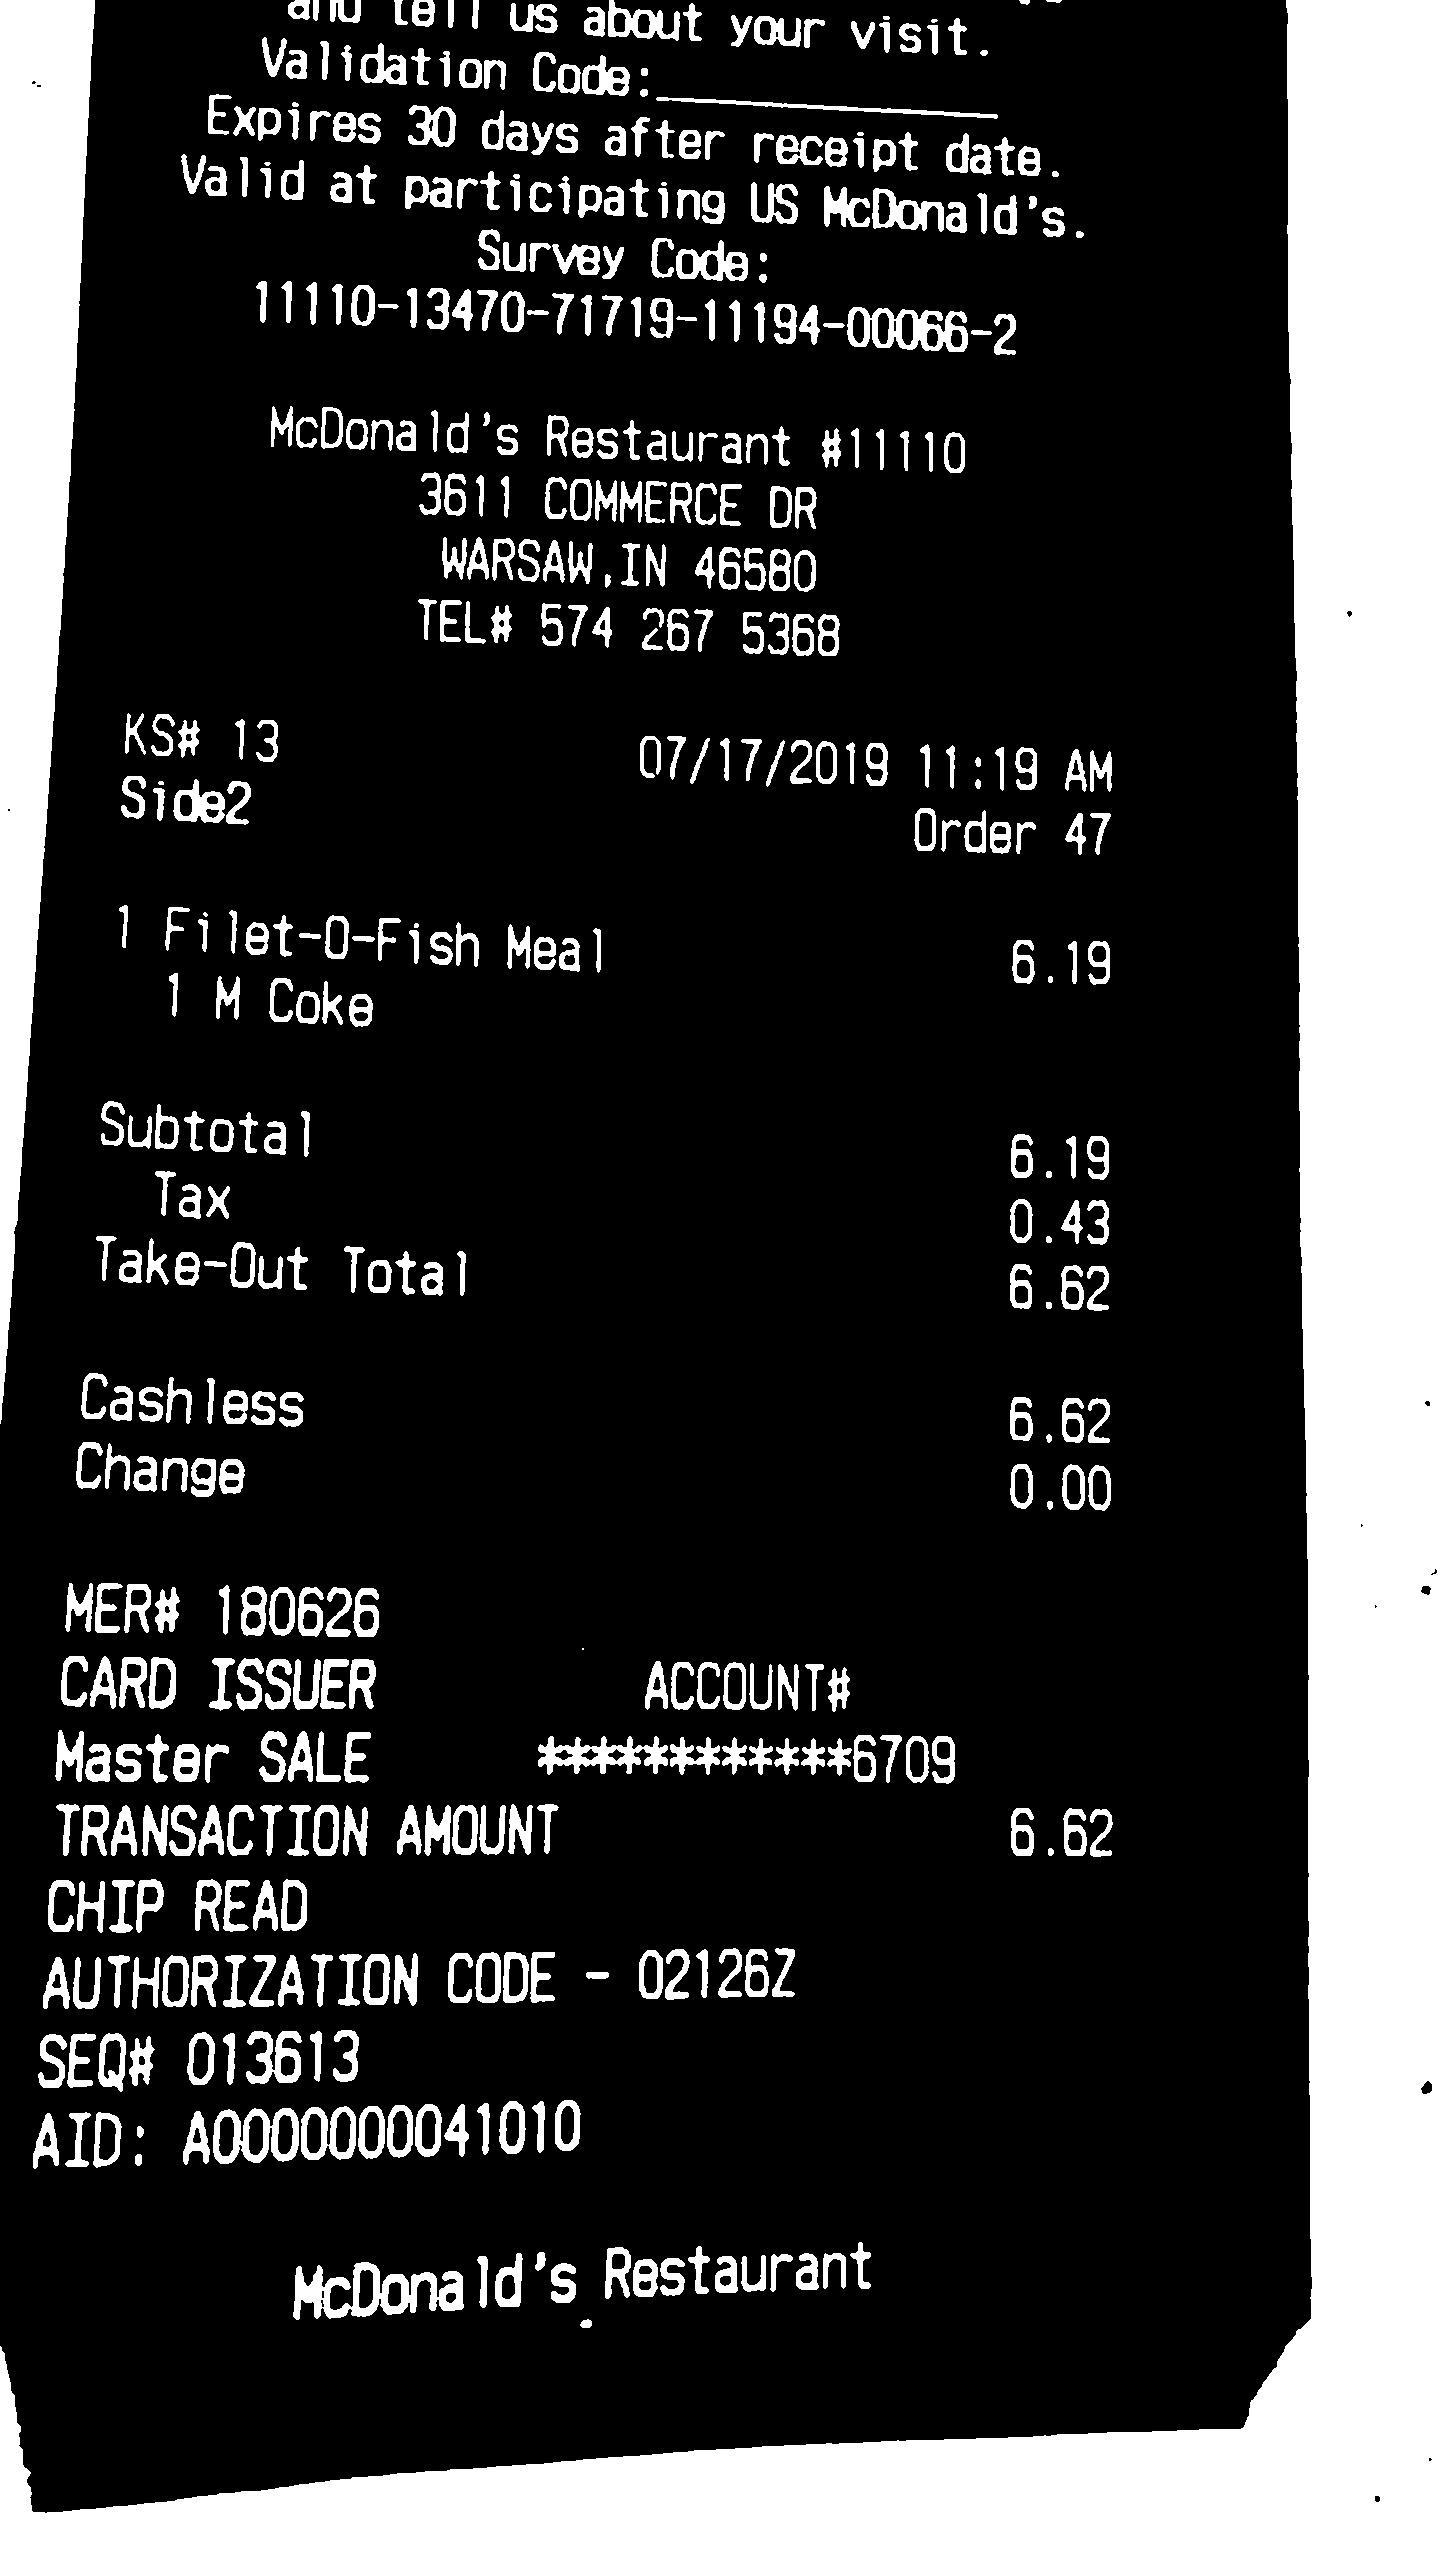 and tell us about your visit.
Validation Code:____________
Expires 30 days after receipt date.
Valid at participating US McDonald's.
Survey Code:
11110-13470-71719-11194-00066-2
McDonald's Restaurant #11110
3611 COMMERCE DR
WARSAW,IN 46580
TEL# 574 267 5368
KS# 13 07/17/2019 11:19 AM
Side2 Order 47
1 Filet-O-Fish Meal 6.19
1 M Coke
Subtotal 6.19
Tax 0.43
Take-Out Total 6.62
Cashless 6.62
Change 0.00
MER# 180626
CARD ISSUER ACCOUNT#
Master SALE ************6709
TRANSACTION AMOUNT 6.62
CHIP READ
AUTHORIZATION CODE - 02126Z
SEQ# 013613
AID: A0000000041010
McDonald's Restaurant